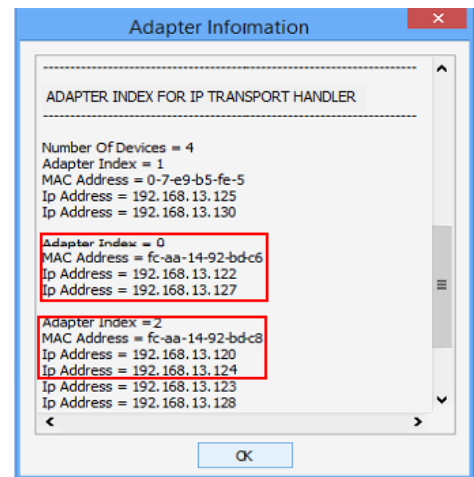 Adapter Information
ADAPTER INDEX FOR IP TRANSPORT HANDLER
Number Of Devices = 4
Adapter Index = 1
MAC Address = 0-7-e9-b5-fe-5
Ip Address = 192.168.13.125
Ip Address = 192.168.13.130
Adapter Index = 0
MAC Address = fc-aa-14-92-bd-c6
Ip Address = 192.168.13.122
Ip Address = 192.168.13.127
Adapter Index =2
MAC Address = fc-aa-14-92-bd-c8
Ip Address = 192.168.13.120
Ip Address = 192.168.13.124
Ip Address = 192.168.13.123
Ip Address = 192.168.13.128
OK